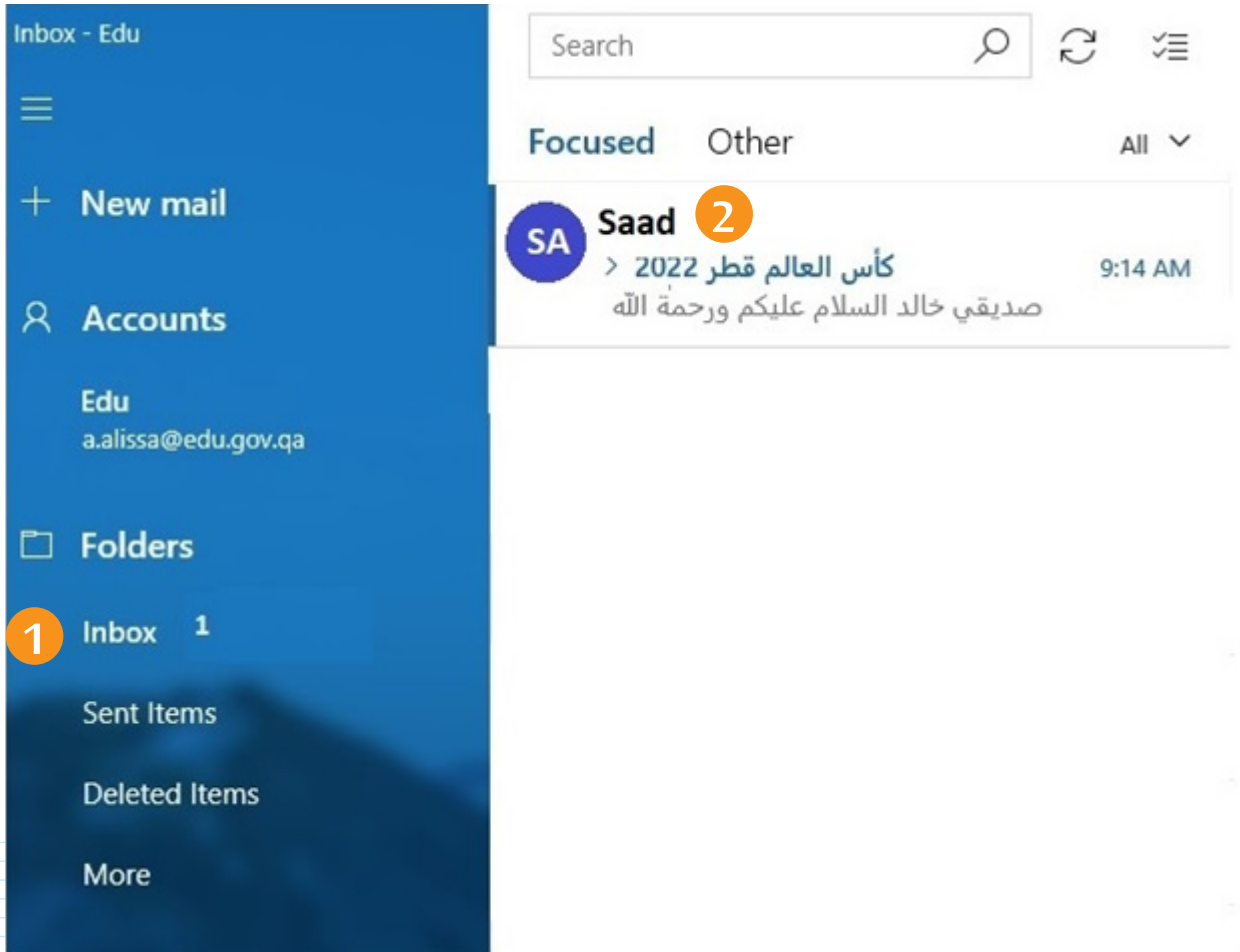 Inbox - Edu
New mail
Accounts
Edu
a.alissa@edu.gov.qa
Folders
1
Inbox 1
Sent Items
Deleted Items
More
Search
Focused Other All
SA
Saad 2
كأس العالم قطر 2022 9:14 AM
صديقي خالد السلام عليكم ورحمة الله